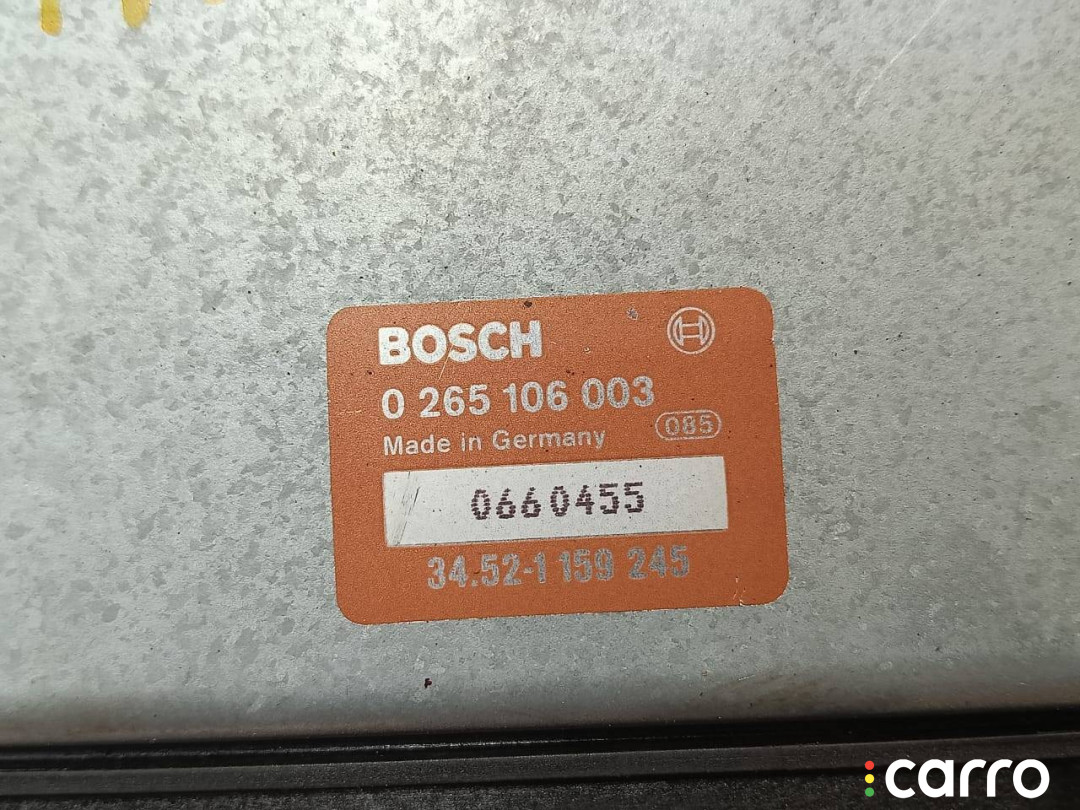 BOSCH
0 265 106 003
Made in Germany 085
0660455
34.52-1 159 245
carro